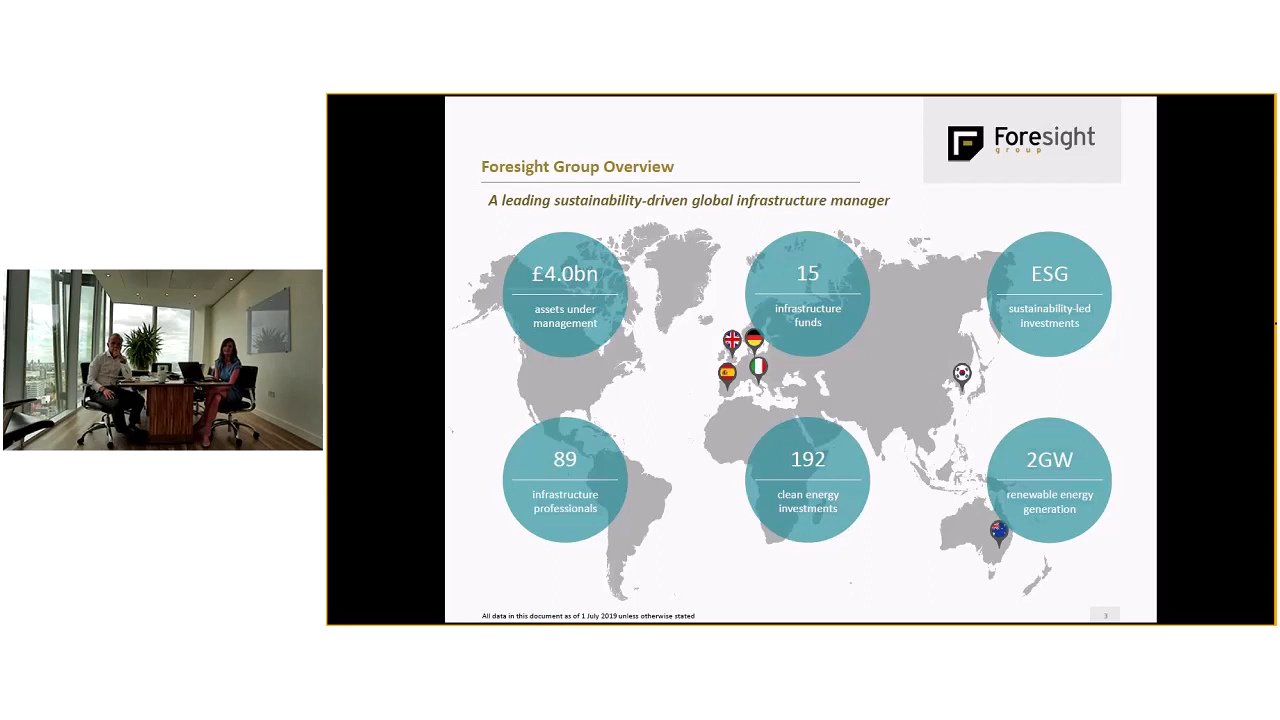 Foresight
group
Foresight Group Overview
A leading sustainability-driven global infrastructure manager
£4.0bn
assets under
management
15
infrastructure
funds
ESG
sustainability-led
investments
89
infrastructure
professionals
192
clean energy
investments
2GW
renewable energy
generation
All data in this document as of 1 July 2019 unless otherwise stated
3